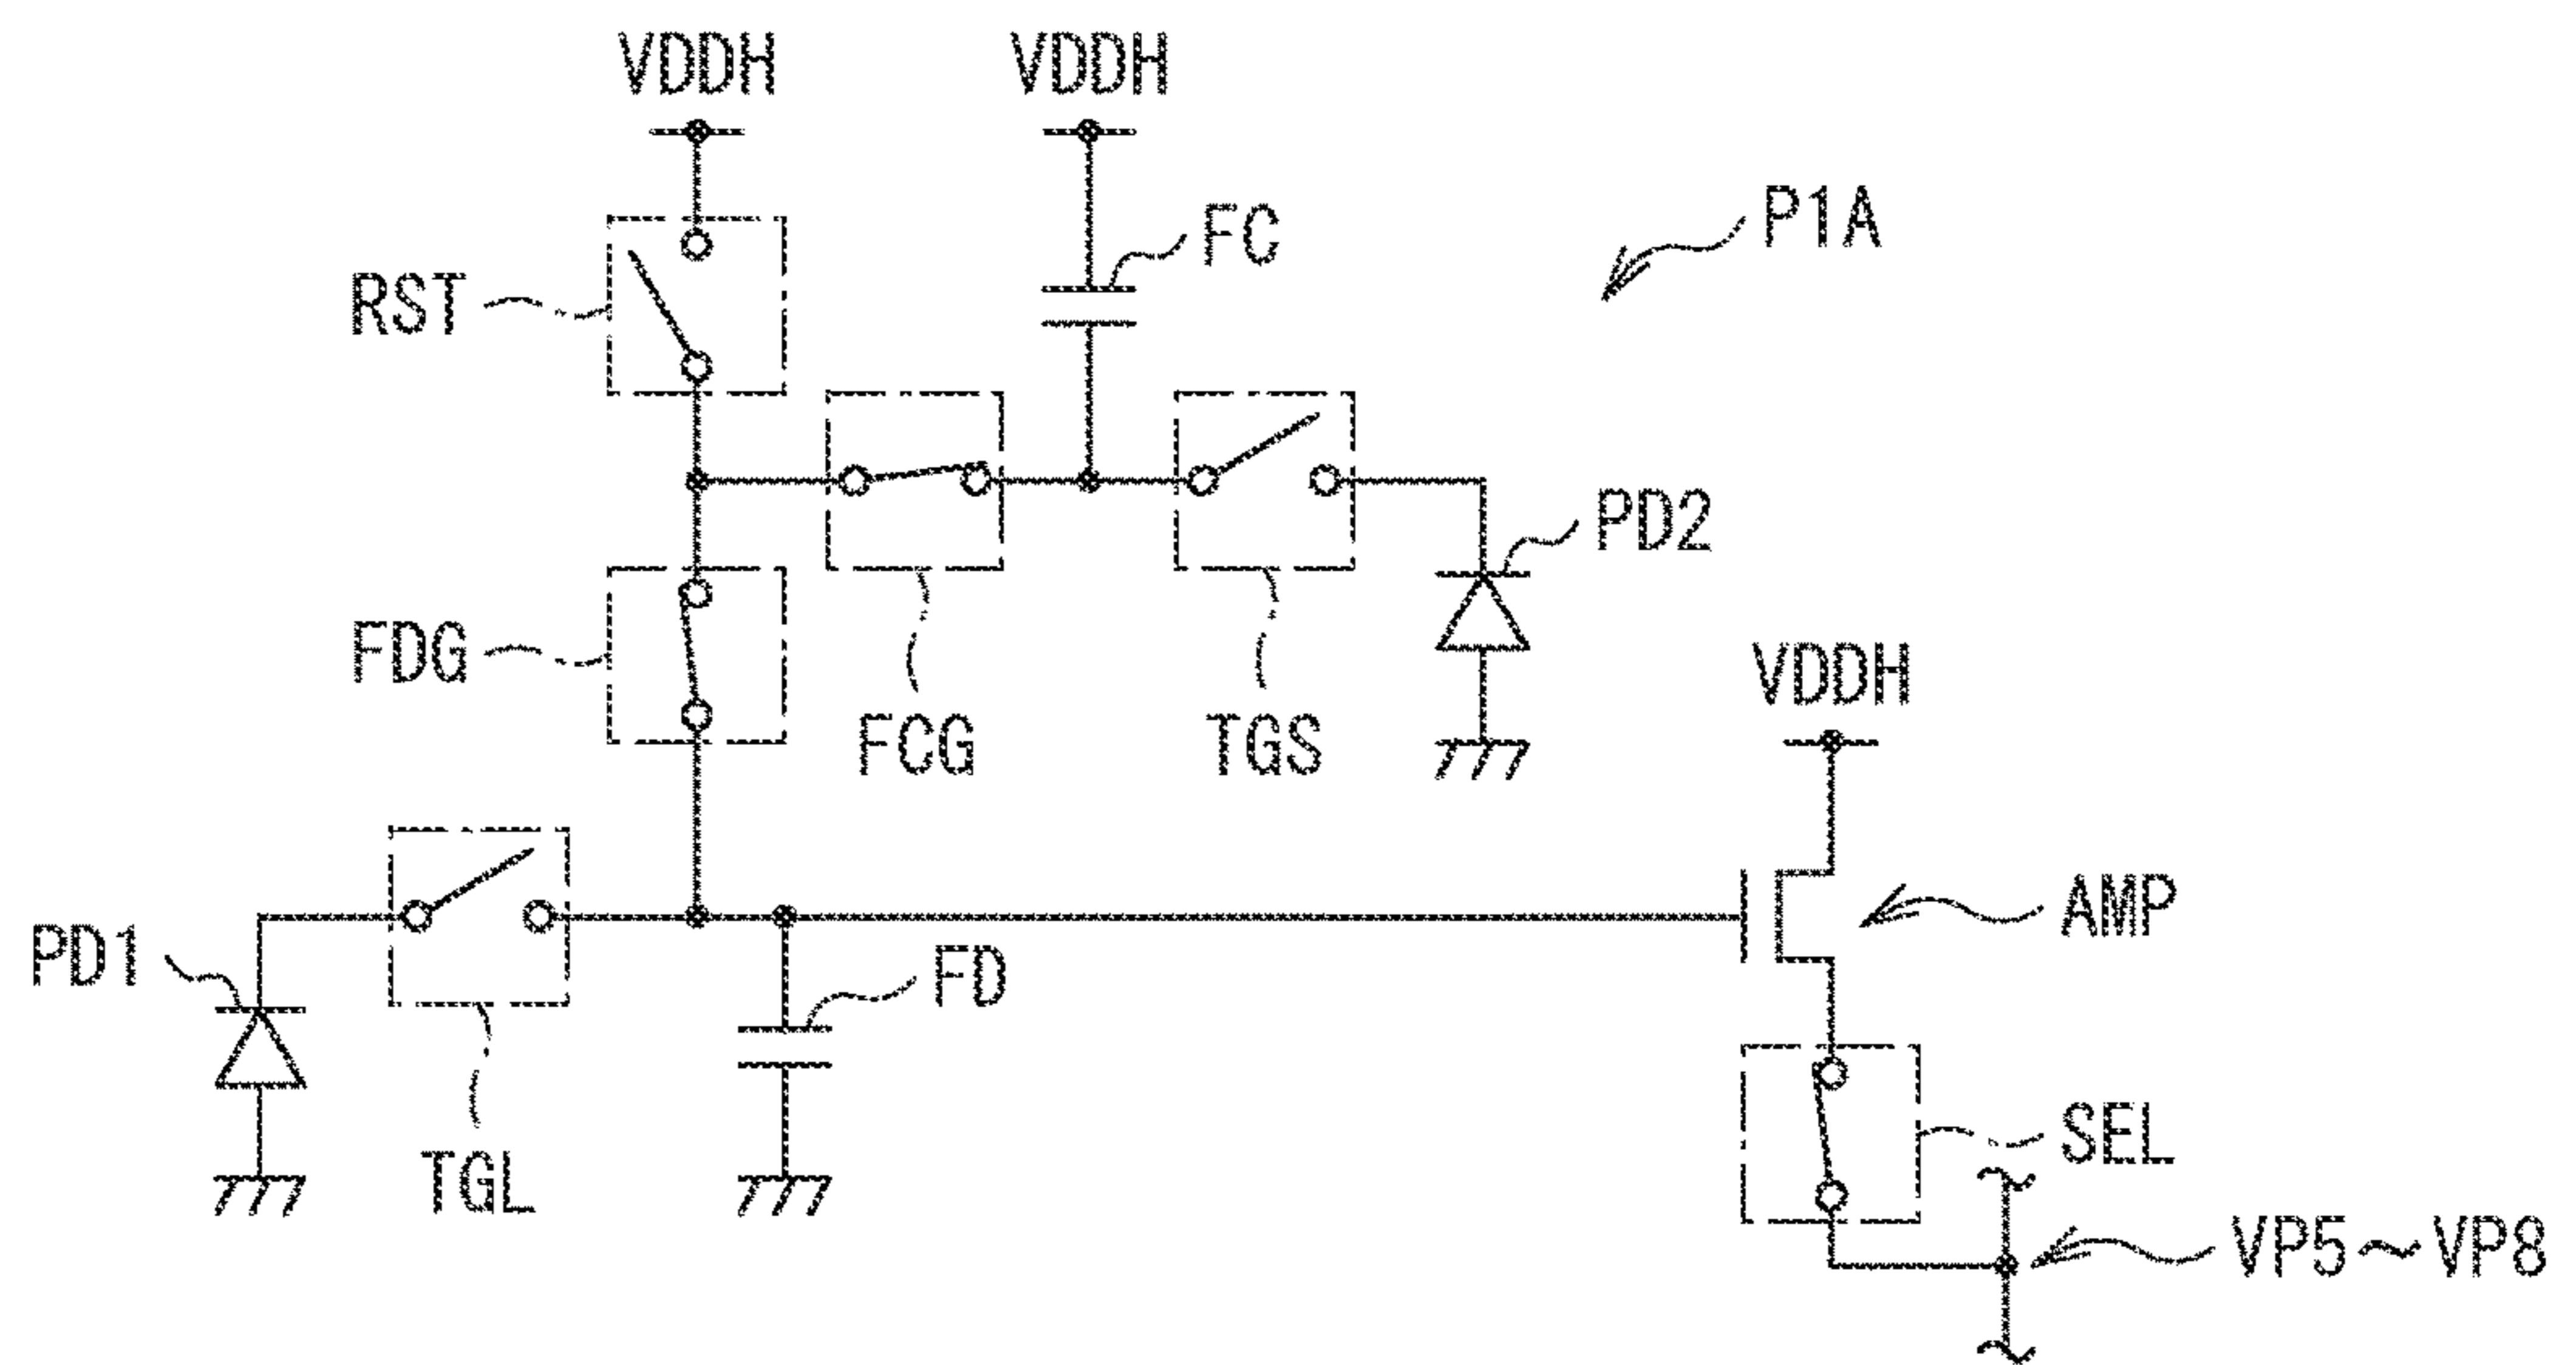 VDDH VDDH
FC P1A
RST
PD2
FDG
VDDH
FCG TGS
AMP
PD1 FD
SEL
TGL
VP5~VP8